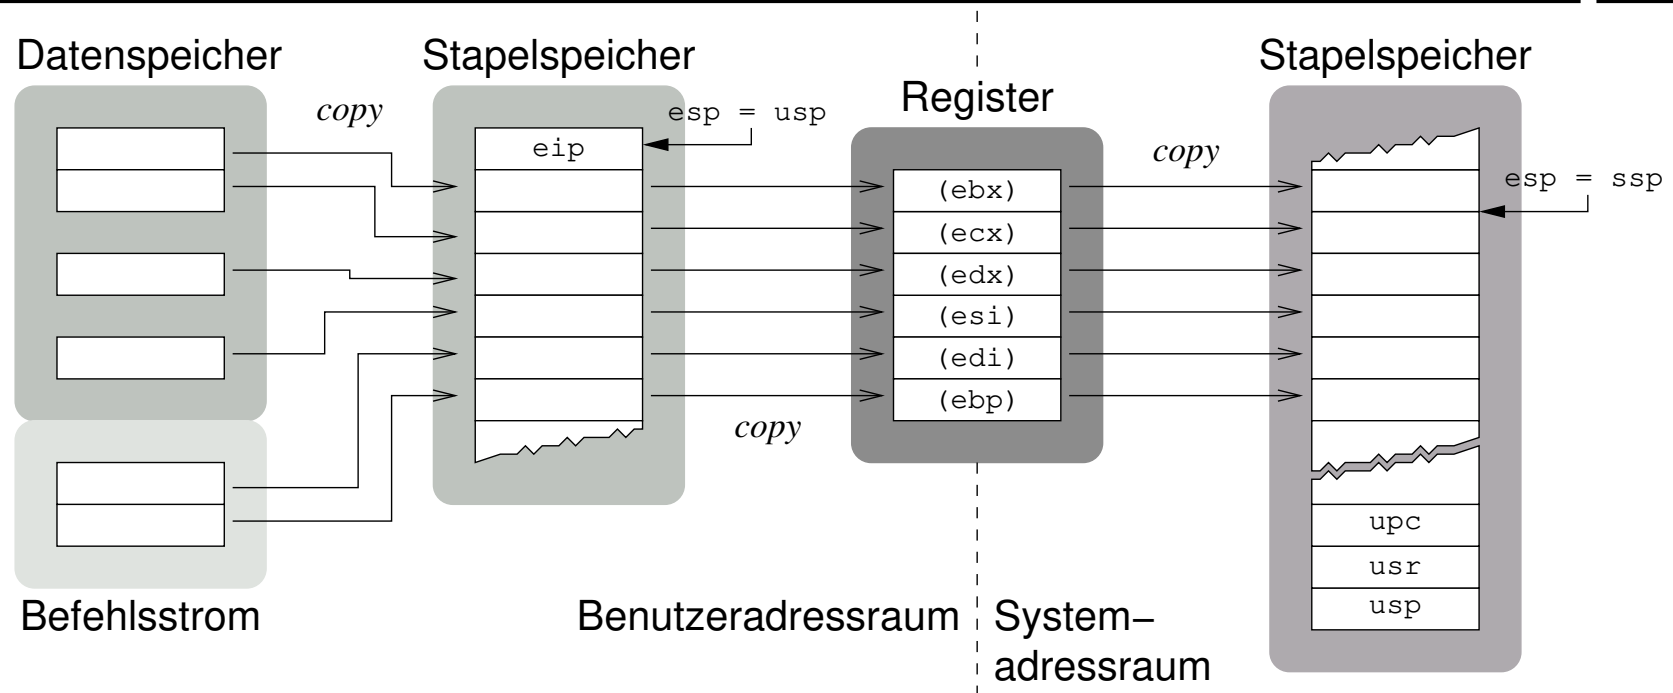 Datenspeicher
Stapelspeicher
Stapelspeicher
Register
copy
esp = usp
eip
copy
esp = ssp
(ebx)
(ecx)
(edx)
(esi)
(edi)
(ebp)
copy
upc
usr
usp
Befehlsstrom
Benutzeradressraum
System–
adressraum